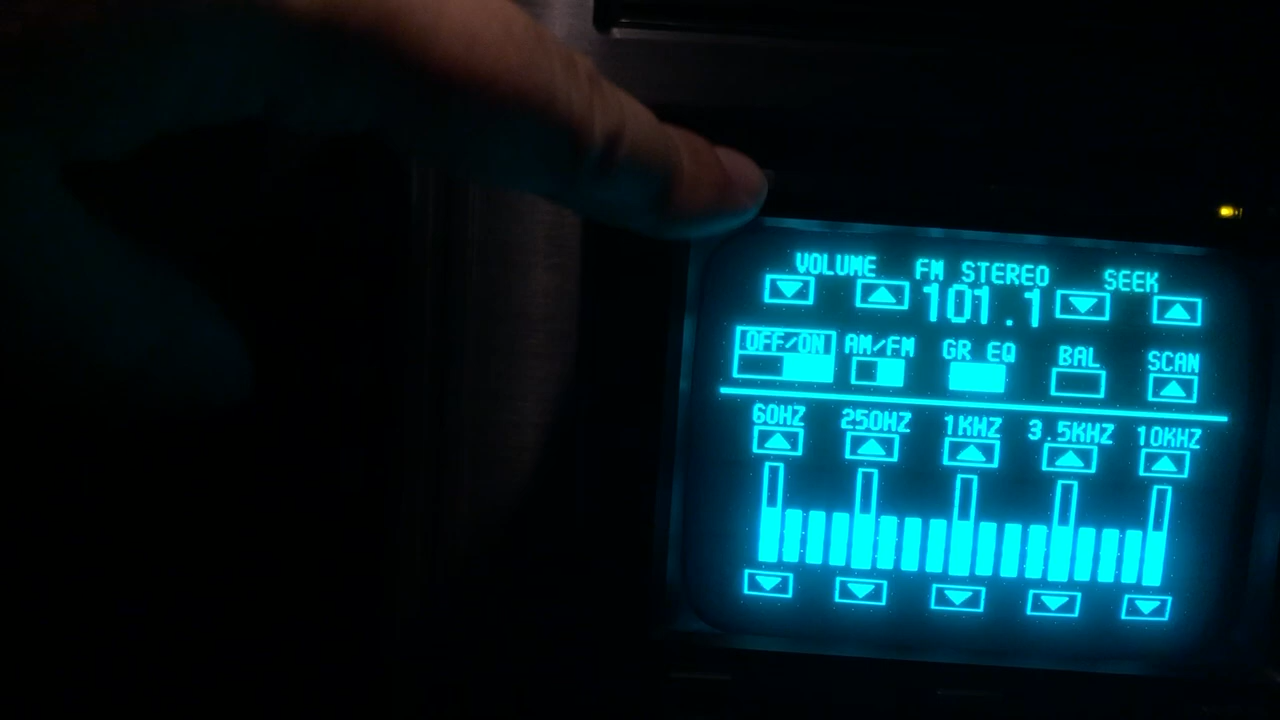 VOLUME FM STEREO SEEK
101.1
OFF/ON AM/FM GR EQ BAL SCAN
60HZ 250HZ 1KHZ 3.5KHZ 10KHZ